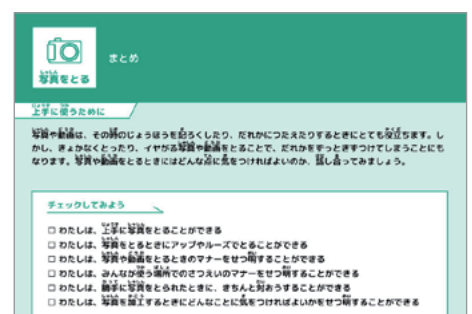 写真をとる
まとめ
上手に使うために
写真や動画は、その時のじょうほうを記ろくしたり、だれかにつたえたりするときにとても役立ちます。し
かし、きょかなくとったり、イヤがる写真や動画をとることで、だれかをずっときずつけてしまうことにも
なります。写真や動画をとるときにはどんな点に気をつければよいのか、話し合ってみましょう。
チェックしてみよう
□ わたしは、上手に写真をとることができる
□ わたしは、写真をとるときにアップやルーズでとることができる
□ わたしは、写真や動画をとるときのマナーをせつ明することができる
□ わたしは、みんなが使う場所でのさつえいのマナーをせつ明することができる
□ わたしは、勝手に写真をとられたときに、きちんと対おうすることができる
□ わたしは、写真を加工するときにどんなことに気をつければよいかをせつ明することができる